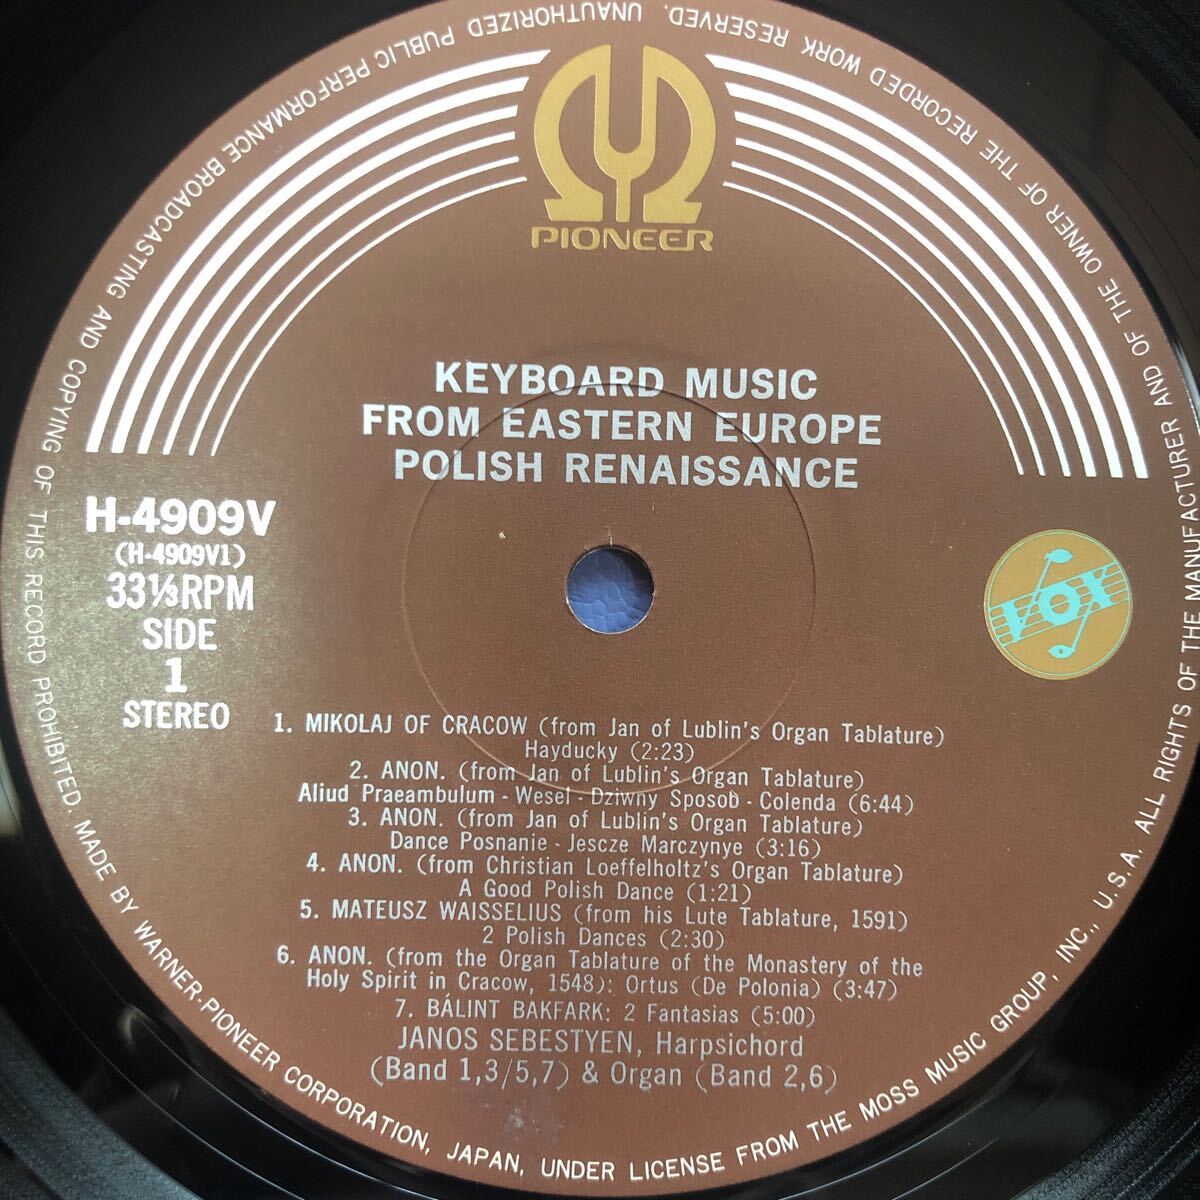 PIONEER
KEYBOARD MUSIC
FROM EASTERN EUROPE
POLISH RENAISSANCE
H-4909V
(H-4909V1)
33⅓RPM
SIDE
1
STEREO
VOX
1. MIKOLAJ OF CRACOW (from Jan of Lublin's Organ Tablature)
Hayducky (2:23)
2. ANON. (from Jan of Lublin's Organ Tablature)
Aliud Praeambulum - Wesel - Dziwny Sposob - Colenda (6:44)
3. ANON. (from Jan of Lublin's Organ Tablature)
Dance Posnanie - Jescze Marczynye (3:16)
4. ANON. (from Christian Loeffelholtz's Organ Tablature)
A Good Polish Dance (1:21)
5. MATEUSZ WAISSELIUS (from his Lute Tablature, 1591)
2 Polish Dances (2:30)
6. ANON. (from the Organ Tablature of the Monastery of the
Holy Spirit in Cracow, 1548): Ortus (De Polonia) (3:47)
7. BÁLINT BAKFARK: 2 Fantasias (5:00)
JANOS SEBESTYEN, Harpsichord
(Band 1,3/5,7) & Organ (Band 2,6)
MADE BY WARNER-PIONEER CORPORATION, JAPAN, UNDER LICENSE FROM THE MOSS MUSIC GROUP, INC., U.S.A. ALL RIGHTS OF THE MANUFACTURER AND OF THE OWNER OF THE RECORDED WORK RESERVED. UNAUTHORIZED PUBLIC PERFORMANCE BROADCASTING AND COPYING OF THIS RECORD PROHIBITED.